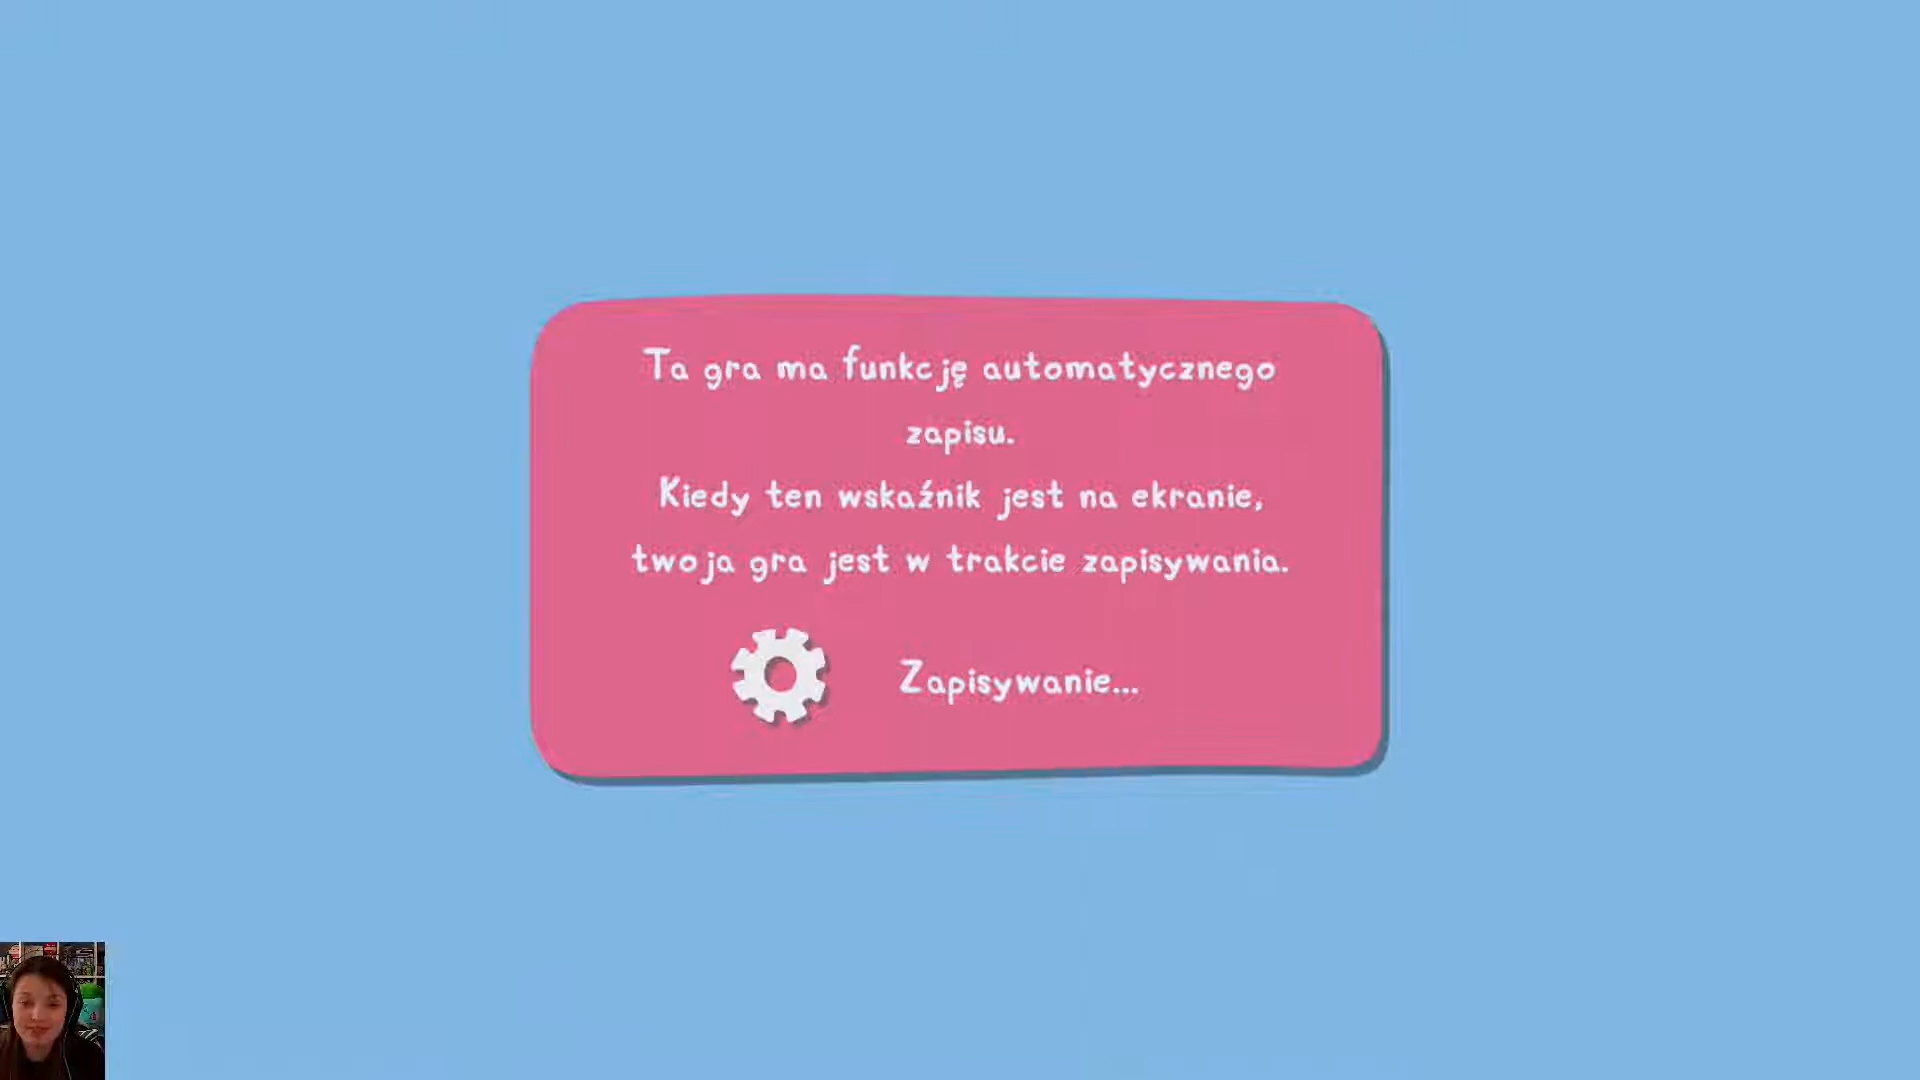 Ta gra ma funkcję automatycznego
zapisu.
Kiedy ten wskaźnik jest na ekranie,
twoja gra jest w trakcie zapisywania.
Zapisywanie...